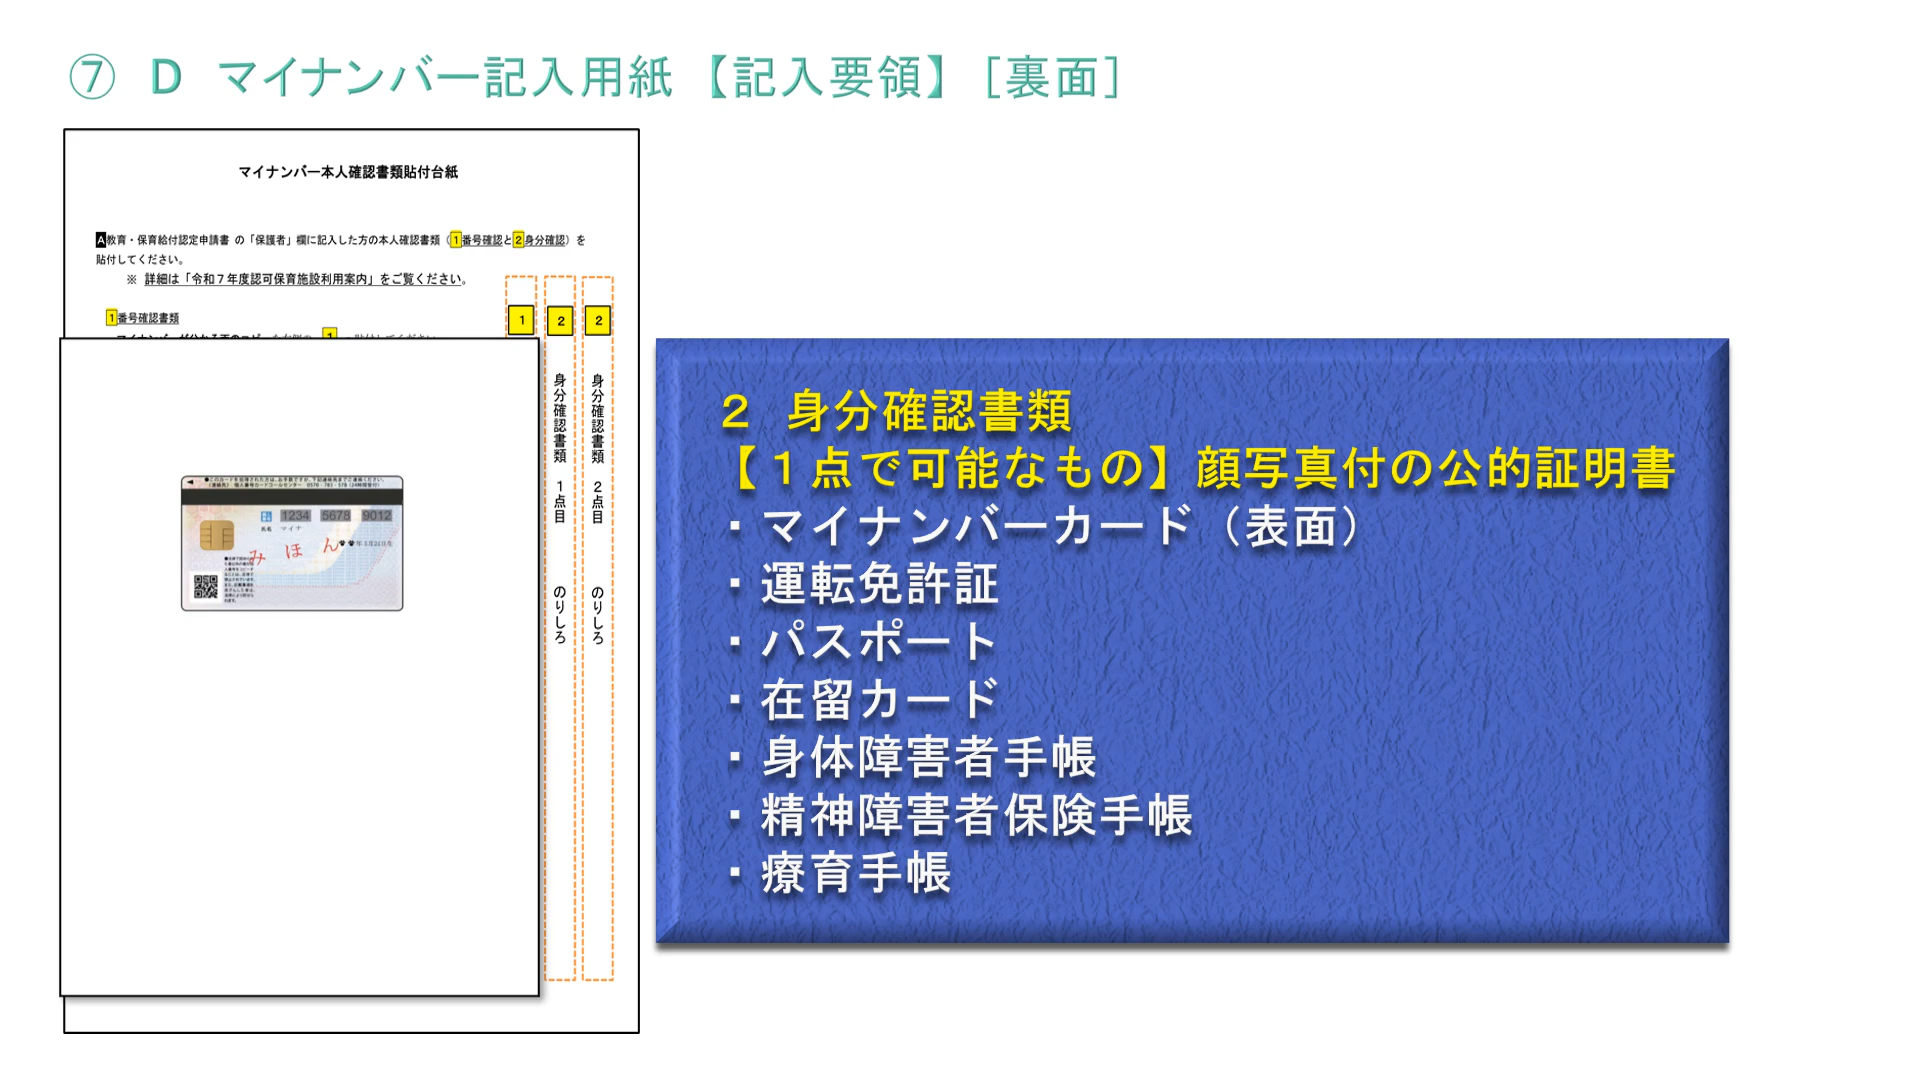 ⑦　D　マイナンバー記入用紙【記入要領】［裏面］
マイナンバー本人確認書類貼付台紙
A教育・保育給付認定申請書 の「保護者」欄に記入した方の本人確認書類（1番号確認と2身分確認）を
貼付してください。
※ 詳細は「令和７年度認可保育施設利用案内」をご覧ください。
1番号確認書類
1
2
2
身分確認書類　１点目　のりしろ
身分確認書類　２点目　のりしろ
1234 5678 9012
氏名 マイナ
みほん
２　身分確認書類
【１点で可能なもの】顔写真付の公的証明書
・マイナンバーカード（表面）
・運転免許証
・パスポート
・在留カード
・身体障害者手帳
・精神障害者保険手帳
・療育手帳